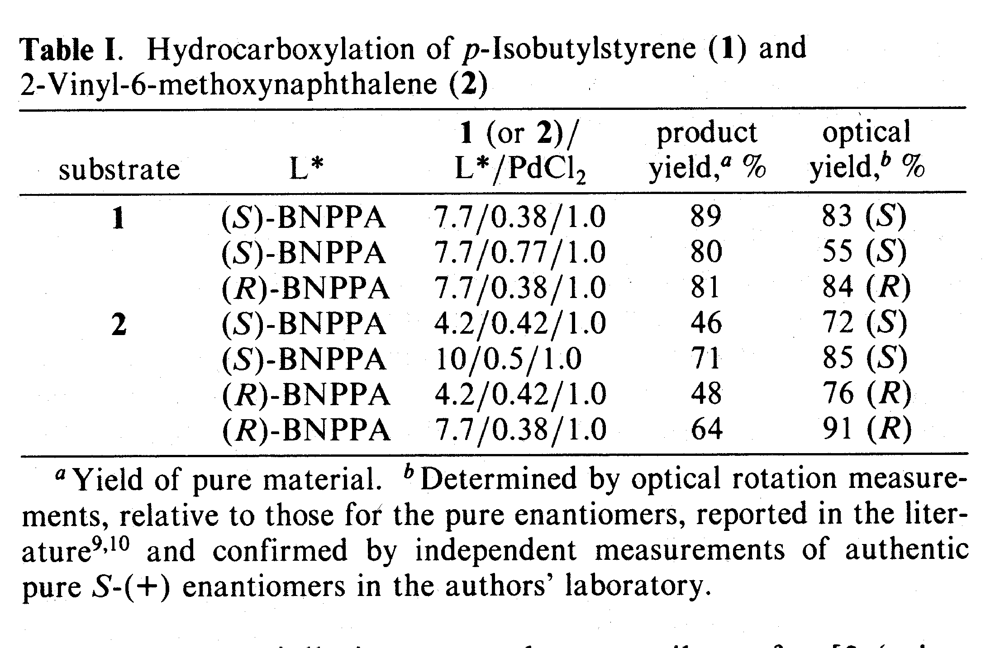 Table I. Hydrocarboxylation of p-Isobutylstyrene (1) and
2-Vinyl-6-methoxynaphthalene (2)
substrate L* 1 (or 2)/ L*/PdCl2 product yield,a % optical yield,b %
1 (S)-BNPPA 7.7/0.38/1.0 89 83 (S)
(S)-BNPPA 7.7/0.77/1.0 80 55 (S)
(R)-BNPPA 7.7/0.38/1.0 81 84 (R)
2 (S)-BNPPA 4.2/0.42/1.0 46 72 (S)
(S)-BNPPA 10/0.5/1.0 71 85 (S)
(R)-BNPPA 4.2/0.42/1.0 48 76 (R)
(R)-BNPPA 7.7/0.38/1.0 64 91 (R)
a Yield of pure material. b Determined by optical rotation measure-
ments, relative to those for the pure enantiomers, reported in the liter-
ature9,10 and confirmed by independent measurements of authentic
pure S-(+) enantiomers in the authors' laboratory.